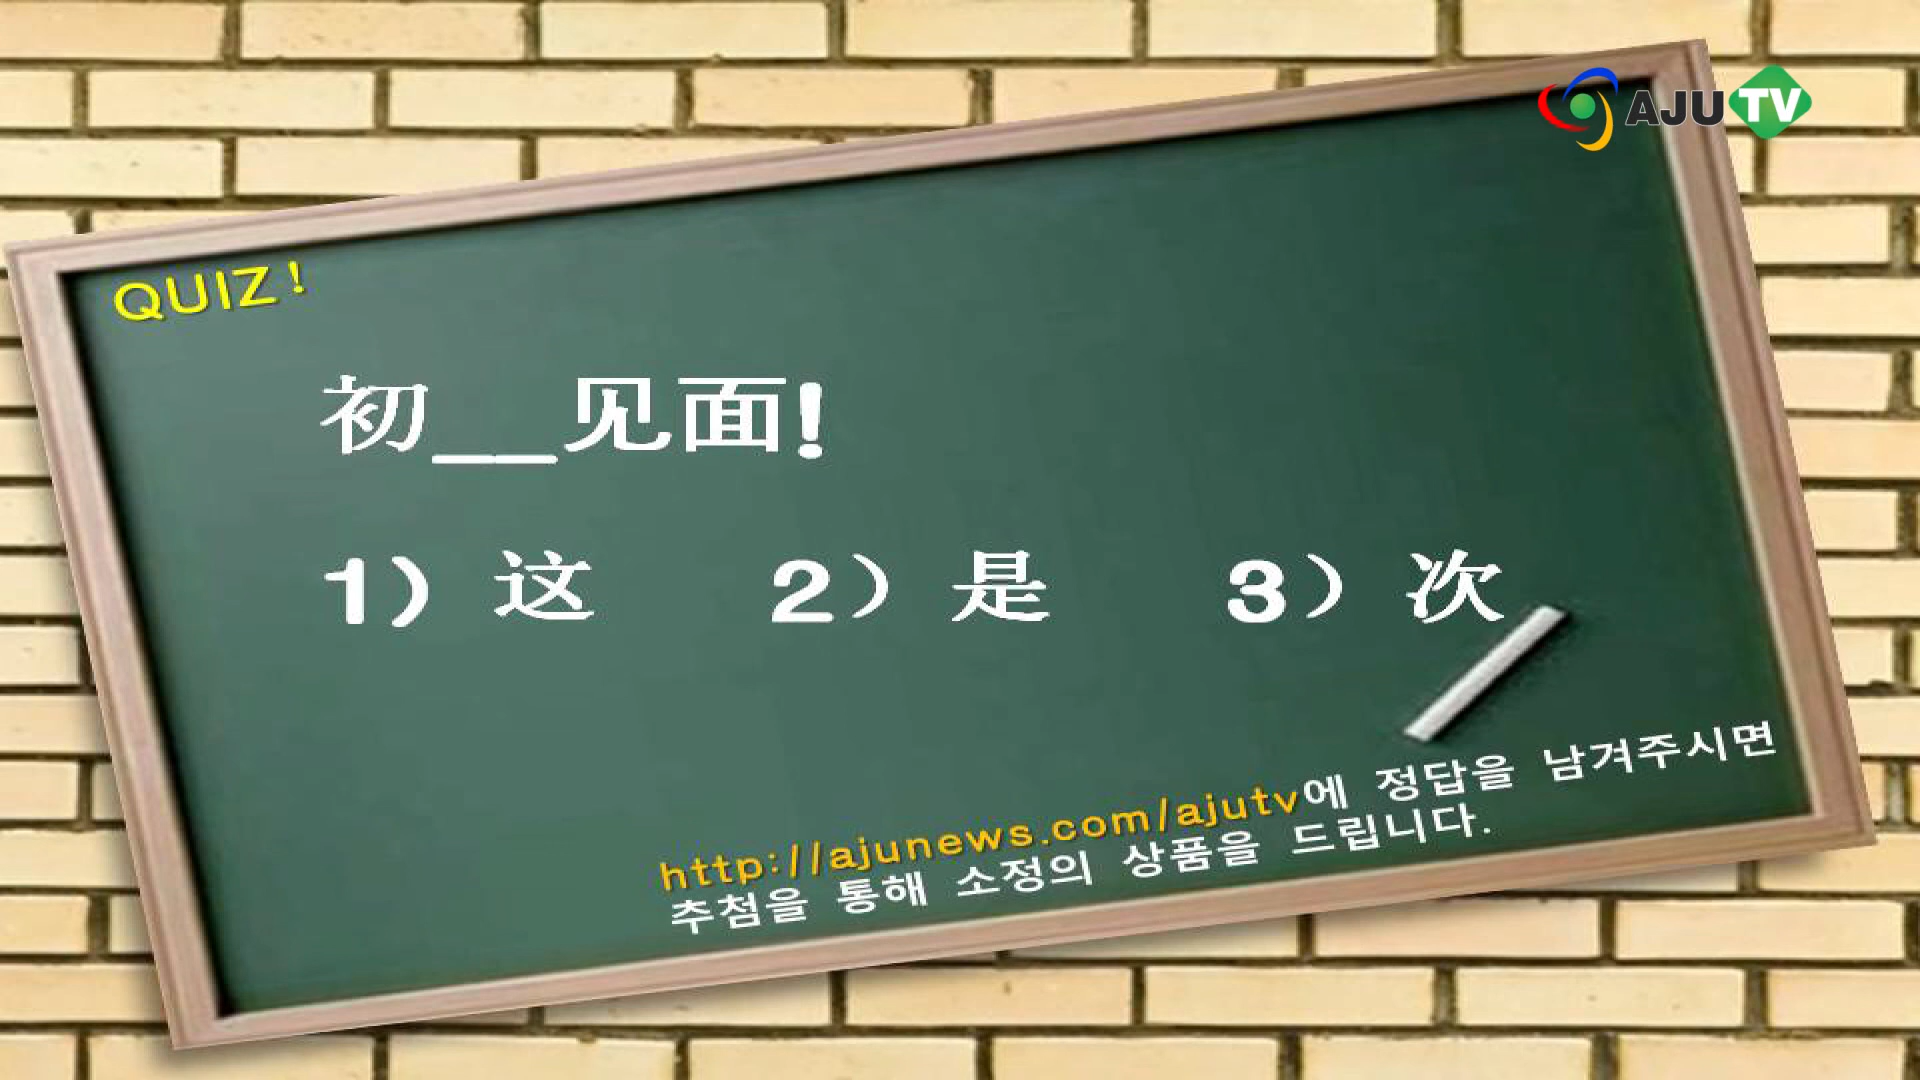 AJU TV
QUIZ!
初__见面!
1) 这 2) 是 3) 次
http://ajunews.com/ajutv에 정답을 남겨주시면
추첨을 통해 소정의 상품을 드립니다.